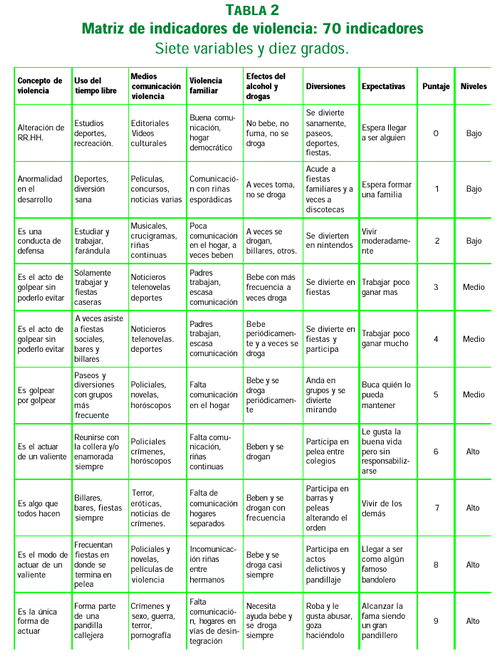 TABLA 2
Matriz de indicadores de violencia: 70 indicadores
Siete variables y diez grados.
Concepto de violencia | Uso del tiempo libre | Medios comunicación violencia | Violencia familiar | Efectos del alcohol y drogas | Diversiones | Expectativas | Puntaje | Niveles
Alteración de RR.HH. | Estudios deportes, recreación. | Editoriales Videos culturales | Buena comu-nicación, hogar democrático | No bebe, no fuma, no se droga | Se divierte sanamente, paseos, deportes, fiestas. | Espera llegar a ser alguien | 0 | Bajo
Anormalidad en el desarrollo | Deportes, diversión sana | Películas, concursos, noticias varias | Comunicació-n con riñas esporádicas | A veces toma, no se droga | Acude a fiestas familiares y a veces a discotecas | Espera formar una familia | 1 | Bajo
Es una conducta de defensa | Estudiar y trabajar, farándula | Musicales, crucigramas, riñas continuas | Poca comunicación en el hogar, a veces beben | A veces se drogan, billares, otros. | Se divierten en nintendos | Vivir moderadame-nte | 2 | Bajo
Es el acto de golpear sin poderlo evitar | Sólamente trabajar y fiestas caseras | Noticieros telenovelas deportes | Padres trabajan, escasa comunicación | Bebe con más frecuencia a veces droga | Se divierte en fiestas | Trabajar poco ganar mas | 3 | Medio
Es el acto de golpear sin poderlo evitar | A veces asiste a fiestas sociales, bares y billares | Noticieros telenovelas. deportes | Padres trabajan, escasa comunicación | Bebe periódicamen-te y a veces se droga | Se divierte en fiestas y participa | Trabajar poco ganar mucho | 4 | Medio
Es golpear por golpear | Paseos y diversiones con grupos más frecuente | Policiales, novelas, horóscopos | Falta comunicación en el hogar | Bebe y se droga periódicamen-te | Anda en grupos y se divierte mirando | Buca quién lo pueda mantener | 5 | Medio
Es el actuar de un valiente | Reunirse con la collera y/o enamorada siempre | Policiales crímenes, horóscopos | Falta comu-nicación, riñas continuas | Beben y se drogan | Participa en pelea entre colegios | Le gusta la buena vida pero sin responsabiliz-arse | 6 | Alto
Es algo que todos hacen | Billares, bares, fiestas siempre | Terror, eróticas, noticias de crímenes. | Falta de comunicación hogares separados | Beben y se drogan con frecuencia | Participa en barras y peleas alterando el orden | Vivir de los demás | 7 | Alto
Es el modo de actuar de un valiente | Frecuentan fiestas en donde se termina en pelea | Policiales y novelas, películas de violencia | Incomunicac-ión riñas entre hermanos | Bebe y se droga casi siempre | Participa en actos delictivos y pandillaje | Llegar a ser como algún famoso bandolero | 8 | Alto
Es la única forma de actuar | Forma parte de una pandilla callejera | Crímenes y sexo, guerra, terror, pornografía | Falta comunicació-n, hogares en vías de desin-tegración | Necesita ayuda bebe y se droga siempre | Roba y le gusta abusar, goza haciéndolo | Alcanzar la fama siendo un gran pandillero | 9 | Alto